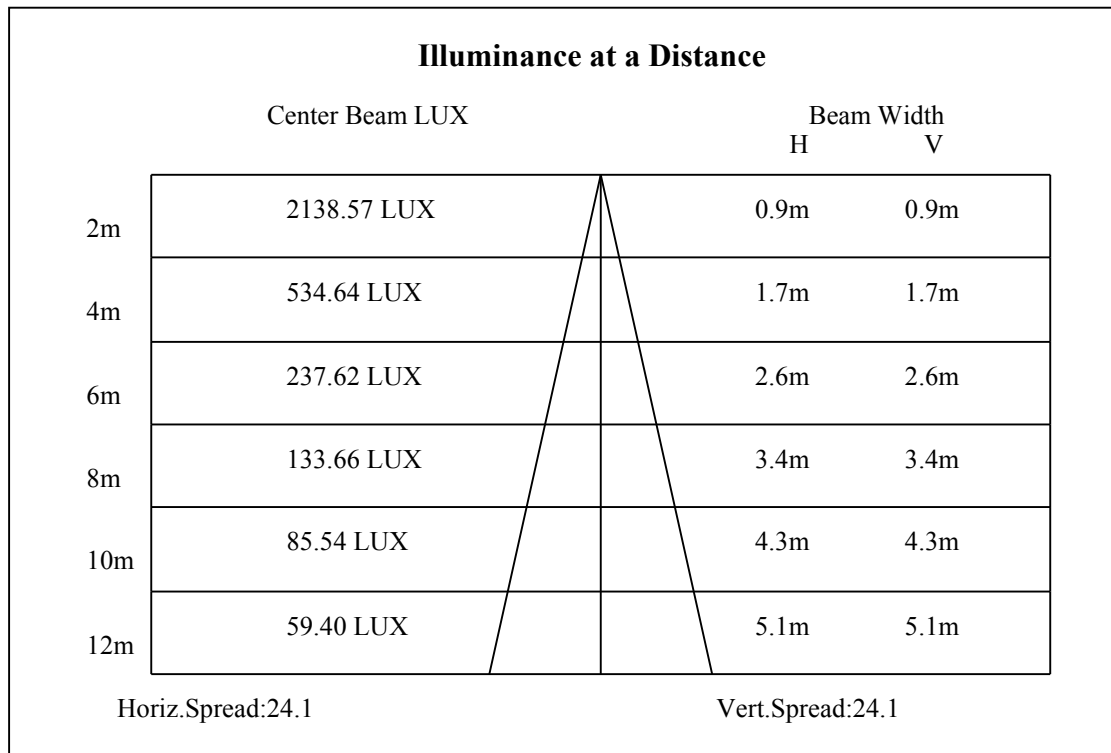 Illuminance at a Distance
Center Beam LUX Beam Width
H V
2m 2138.57 LUX 0.9m 0.9m
4m 534.64 LUX 1.7m 1.7m
6m 237.62 LUX 2.6m 2.6m
8m 133.66 LUX 3.4m 3.4m
10m 85.54 LUX 4.3m 4.3m
12m 59.40 LUX 5.1m 5.1m
Horiz.Spread:24.1 Vert.Spread:24.1